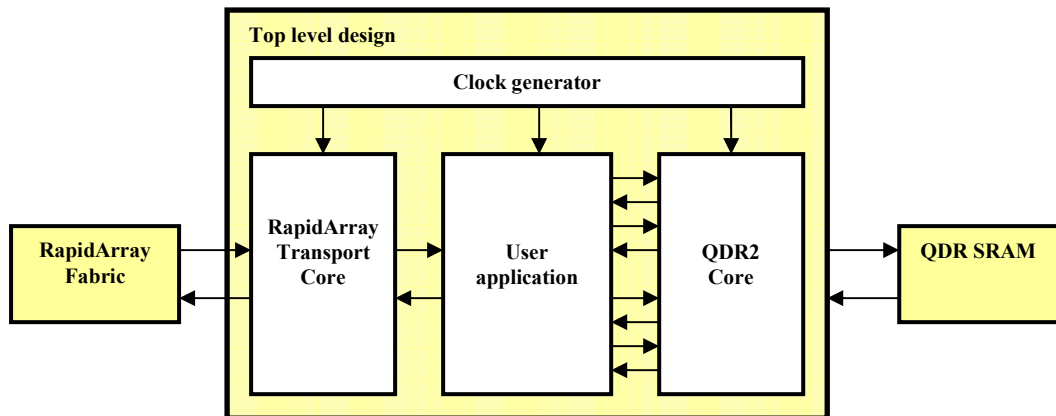 Top level design
Clock generator
RapidArray
Fabric
RapidArray
Transport
Core
User
application
QDR2
Core
QDR SRAM